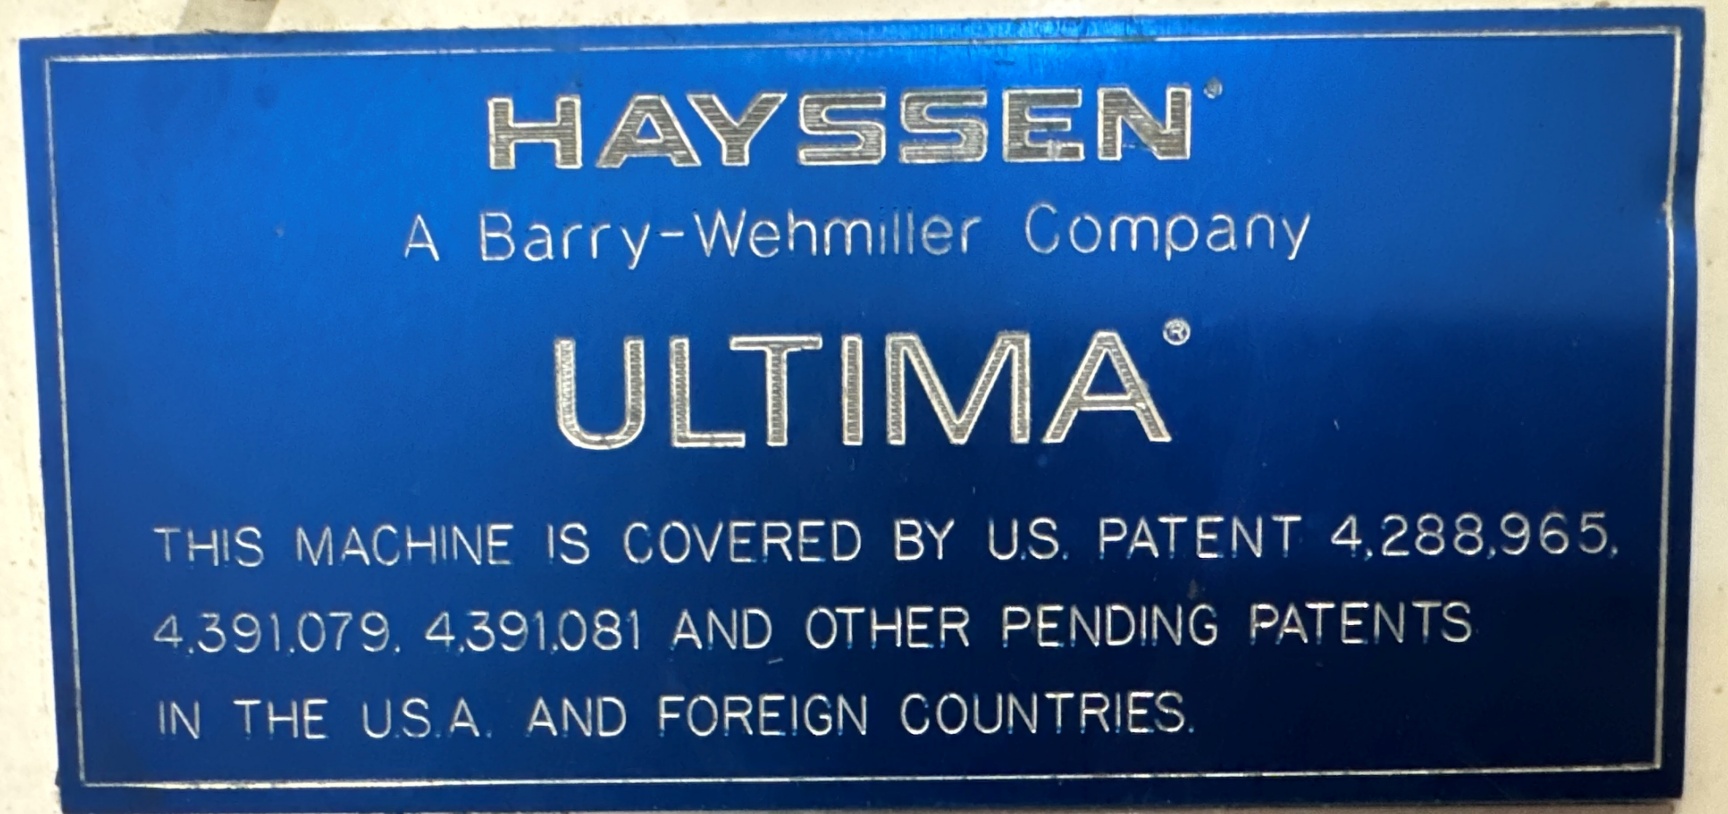 HAYSSEN®
A Barry-Wehmiller Company
ULTIMA®
THIS MACHINE IS COVERED BY U.S. PATENT 4,288,965,
4,391,079, 4,391,081 AND OTHER PENDING PATENTS
IN THE U.S.A. AND FOREIGN COUNTRIES.